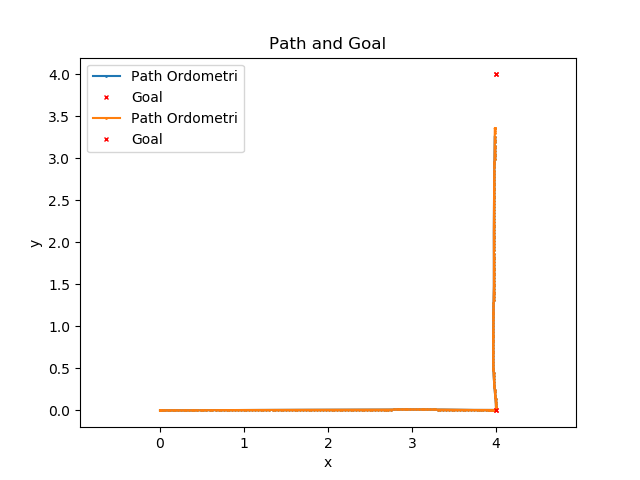 Path and Goal
Path Ordometri
Goal
Path Ordometri
Goal
4.0
3.5
3.0
2.5
2.0
1.5
1.0
0.5
0.0
y
0 1 2 3 4
x